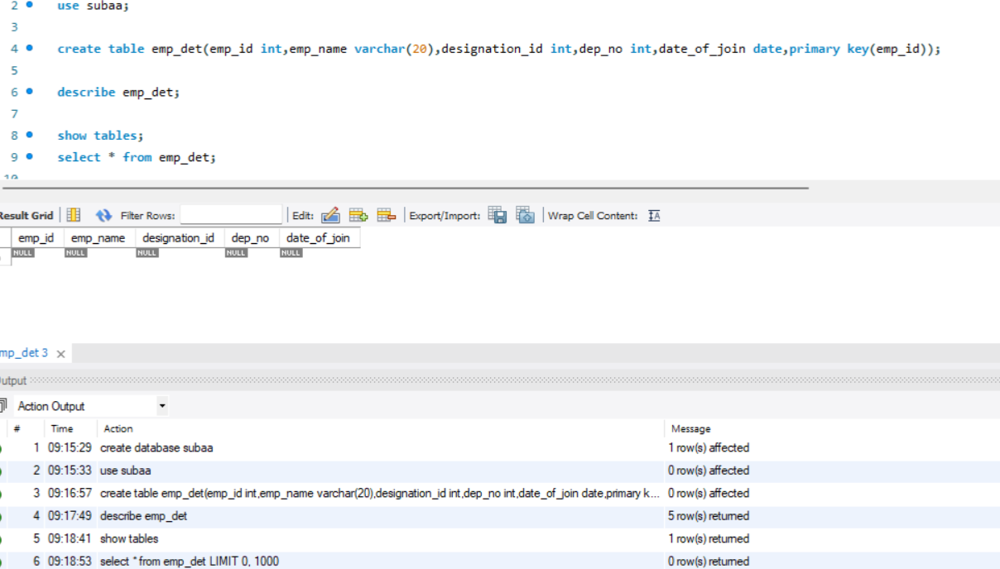 2 use subaa;
3
4 create table emp_det(emp_id int,emp_name varchar(20),designation_id int,dep_no int,date_of_join date,primary key(emp_id));
5
6 describe emp_det;
7
8 show tables;
9 select * from emp_det;
10
Result Grid Filter Rows: Edit: Export/Import: Wrap Cell Content: IA
emp_id emp_name designation_id dep_no date_of_join
NULL NULL NULL NULL NULL
mp_det 3 ×
Output
Action Output
# Time Action Message
1 09:15:29 create database subaa 1 row(s) affected
2 09:15:33 use subaa 0 row(s) affected
3 09:16:57 create table emp_det(emp_id int,emp_name varchar(20),designation_id int,dep_no int,date_of_join date,primary k... 0 row(s) affected
4 09:17:49 describe emp_det 5 row(s) returned
5 09:18:41 show tables 1 row(s) returned
6 09:18:53 select * from emp_det LIMIT 0, 1000 0 row(s) returned